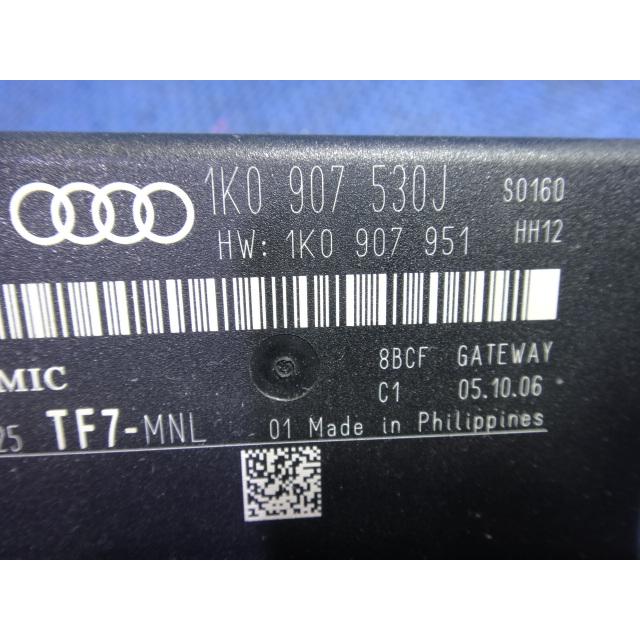 1K0 907 530J S0160
HW: 1K0 907 951 HH12
MIC 8BCF GATEWAY
C1 05.10.06
25 TF7-MNL 01 Made in Philippines